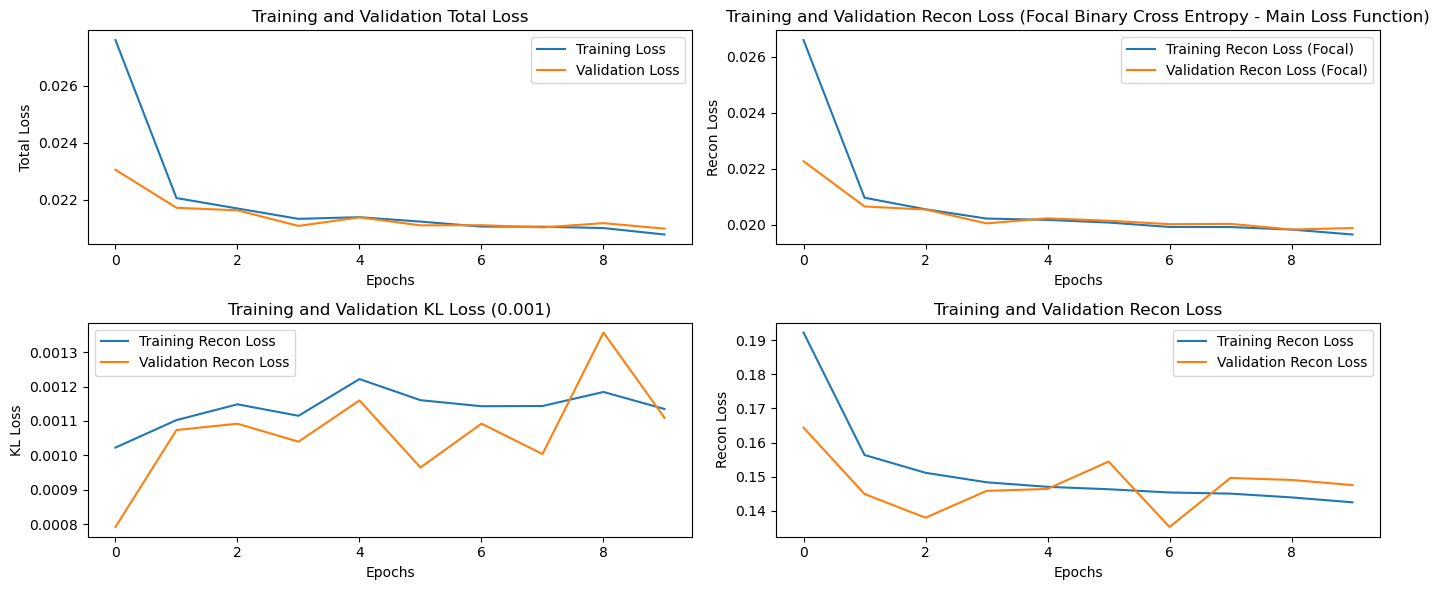 Training and Validation Total Loss
Training Loss
Validation Loss
Total Loss
0.026
0.024
0.022
0 2 4 6 8
Epochs
Training and Validation Recon Loss (Focal Binary Cross Entropy - Main Loss Function)
Training Recon Loss (Focal)
Validation Recon Loss (Focal)
Recon Loss
0.026
0.024
0.022
0.020
0 2 4 6 8
Epochs
Training and Validation KL Loss (0.001)
Training Recon Loss
Validation Recon Loss
KL Loss
0.0013
0.0012
0.0011
0.0010
0.0009
0.0008
0 2 4 6 8
Epochs
Training and Validation Recon Loss
Training Recon Loss
Validation Recon Loss
Recon Loss
0.19
0.18
0.17
0.16
0.15
0.14
0 2 4 6 8
Epochs